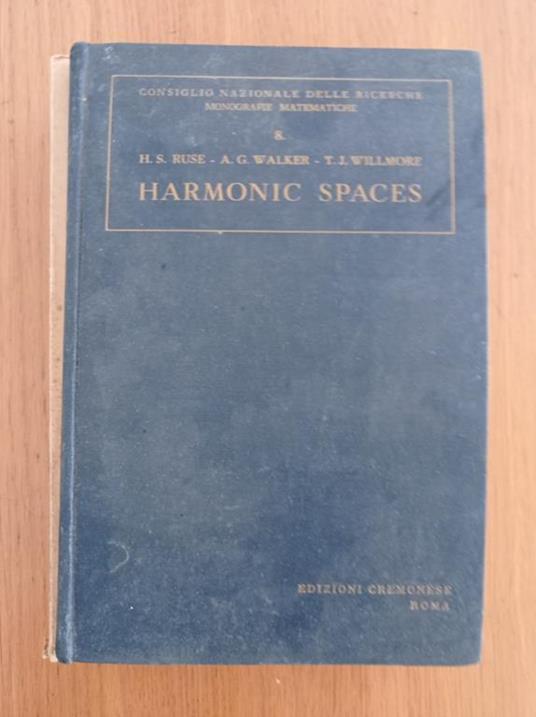 CONSIGLIO NAZIONALE DELLE RICERCHE
MONOGRAFIE MATEMATICHE
8.
H. S. RUSE - A. G. WALKER - T. J. WILLMORE
HARMONIC SPACES
EDIZIONI CREMONESE
ROMA